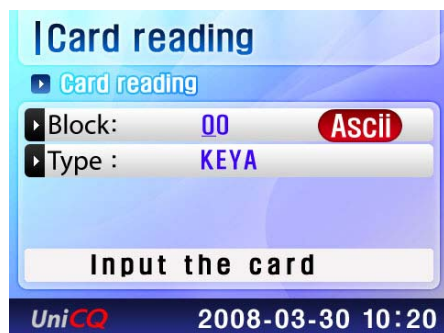 |Card reading
Card reading
Block: 00 Ascii
Type : KEYA
Input the card
UniCQ 2008-03-30 10:20